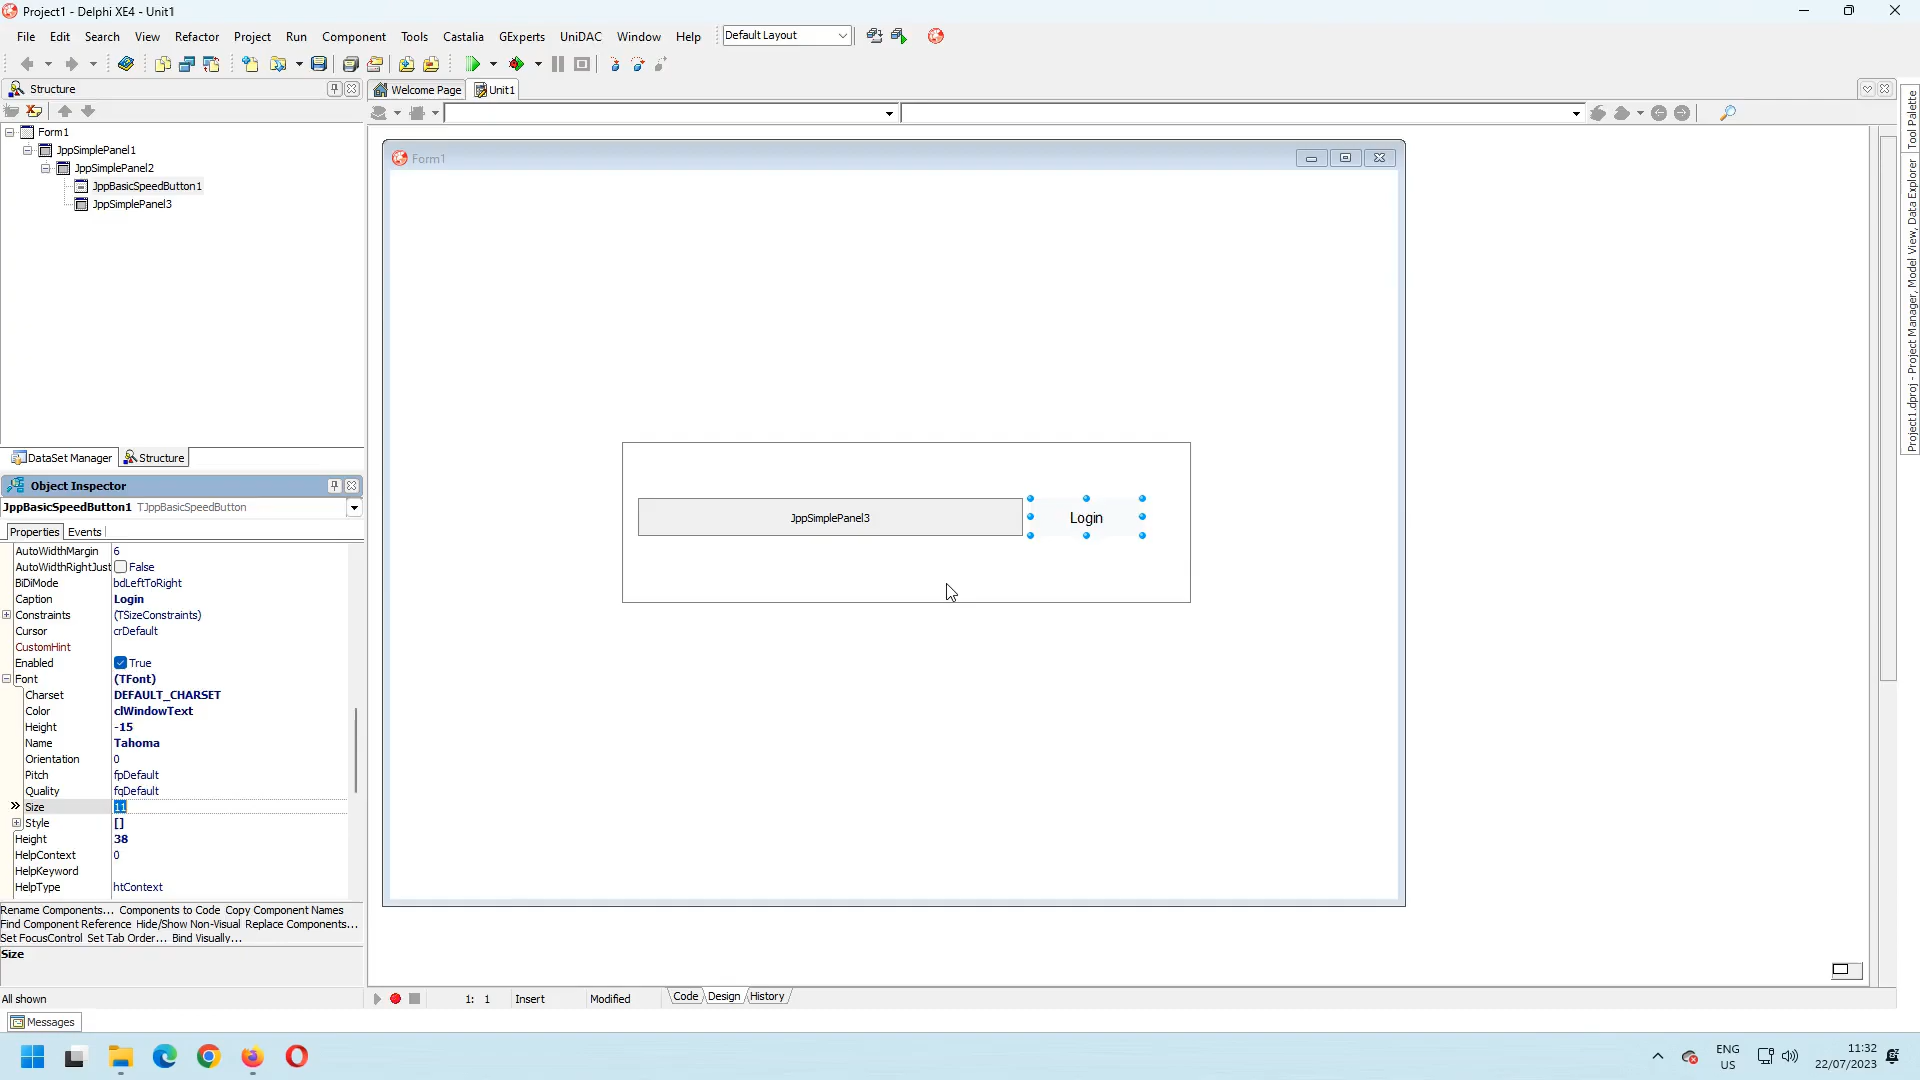 Project1 - Delphi XE4 - Unit1
File Edit Search View Refactor Project Run Component Tools Castalia GExperts UniDAC Window Help Default Layout
Structure
Welcome Page Unit1
Form1
JppSimplePanel1
JppSimplePanel2
JppBasicSpeedButton1
JppSimplePanel3
Form1
JppSimplePanel3
Login
DataSet Manager Structure
Object Inspector
JppBasicSpeedButton1 TJppBasicSpeedButton
Properties Events
AutoWidthMargin 6
AutoWidthRightJust False
BiDiMode bdLeftToRight
Caption Login
Constraints (TSizeConstraints)
Cursor crDefault
CustomHint
Enabled True
Font (TFont)
Charset DEFAULT_CHARSET
Color clWindowText
Height -15
Name Tahoma
Orientation 0
Pitch fpDefault
Quality fqDefault
Size 11
Style []
Height 38
HelpContext 0
HelpKeyword
HelpType htContext
Rename Components... Components to Code Copy Component Names
Find Component Reference Hide/Show Non-Visual Replace Components...
Set FocusControl Set Tab Order... Bind Visually...
Size
All shown
1: 1 Insert Modified Code Design History
Messages
Tool Palette
Project1.dproj - Project Manager, Model View, Data Explorer
ENG
US
11:32
22/07/2023